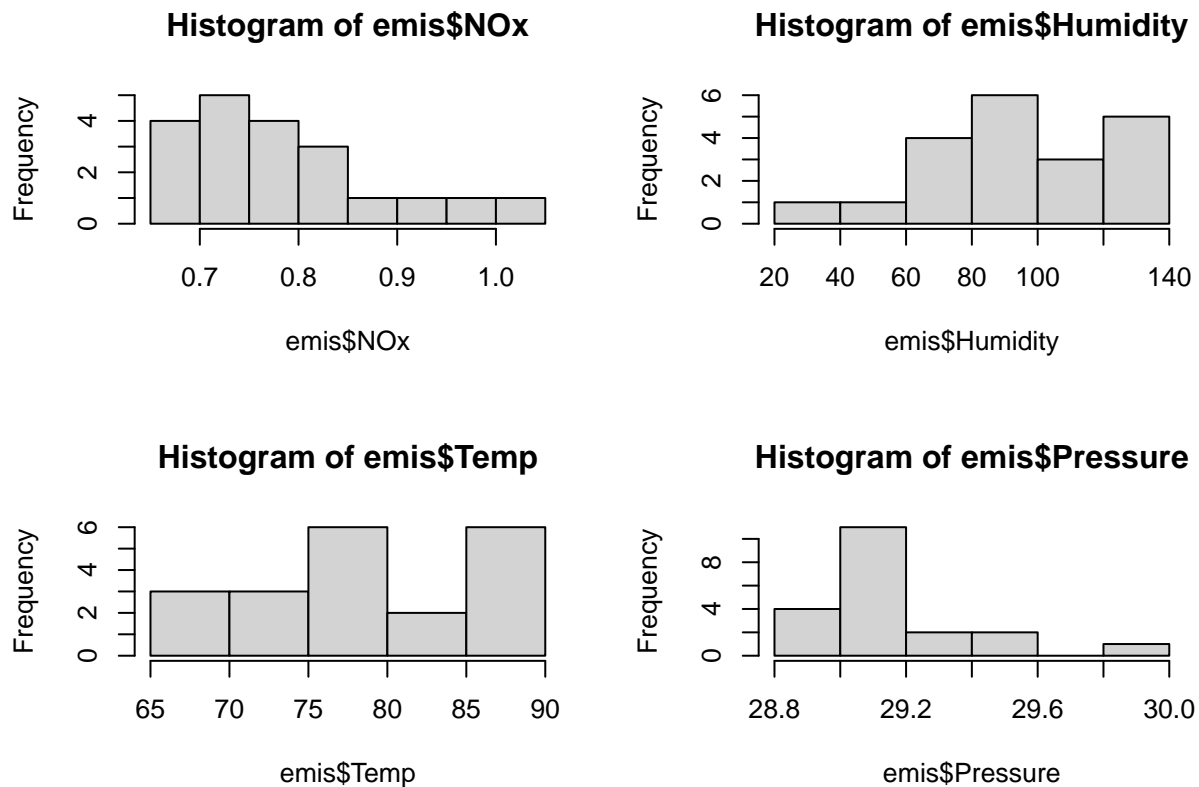 Histogram of emis$NOx
Frequency
0 2 4
0.7 0.8 0.9 1.0
emis$NOx
Histogram of emis$Humidity
Frequency
0 2 4 6
20 40 60 80 100 140
emis$Humidity
Histogram of emis$Temp
Frequency
0 2 4 6
65 70 75 80 85 90
emis$Temp
Histogram of emis$Pressure
Frequency
0 4 8
28.8 29.2 29.6 30.0
emis$Pressure